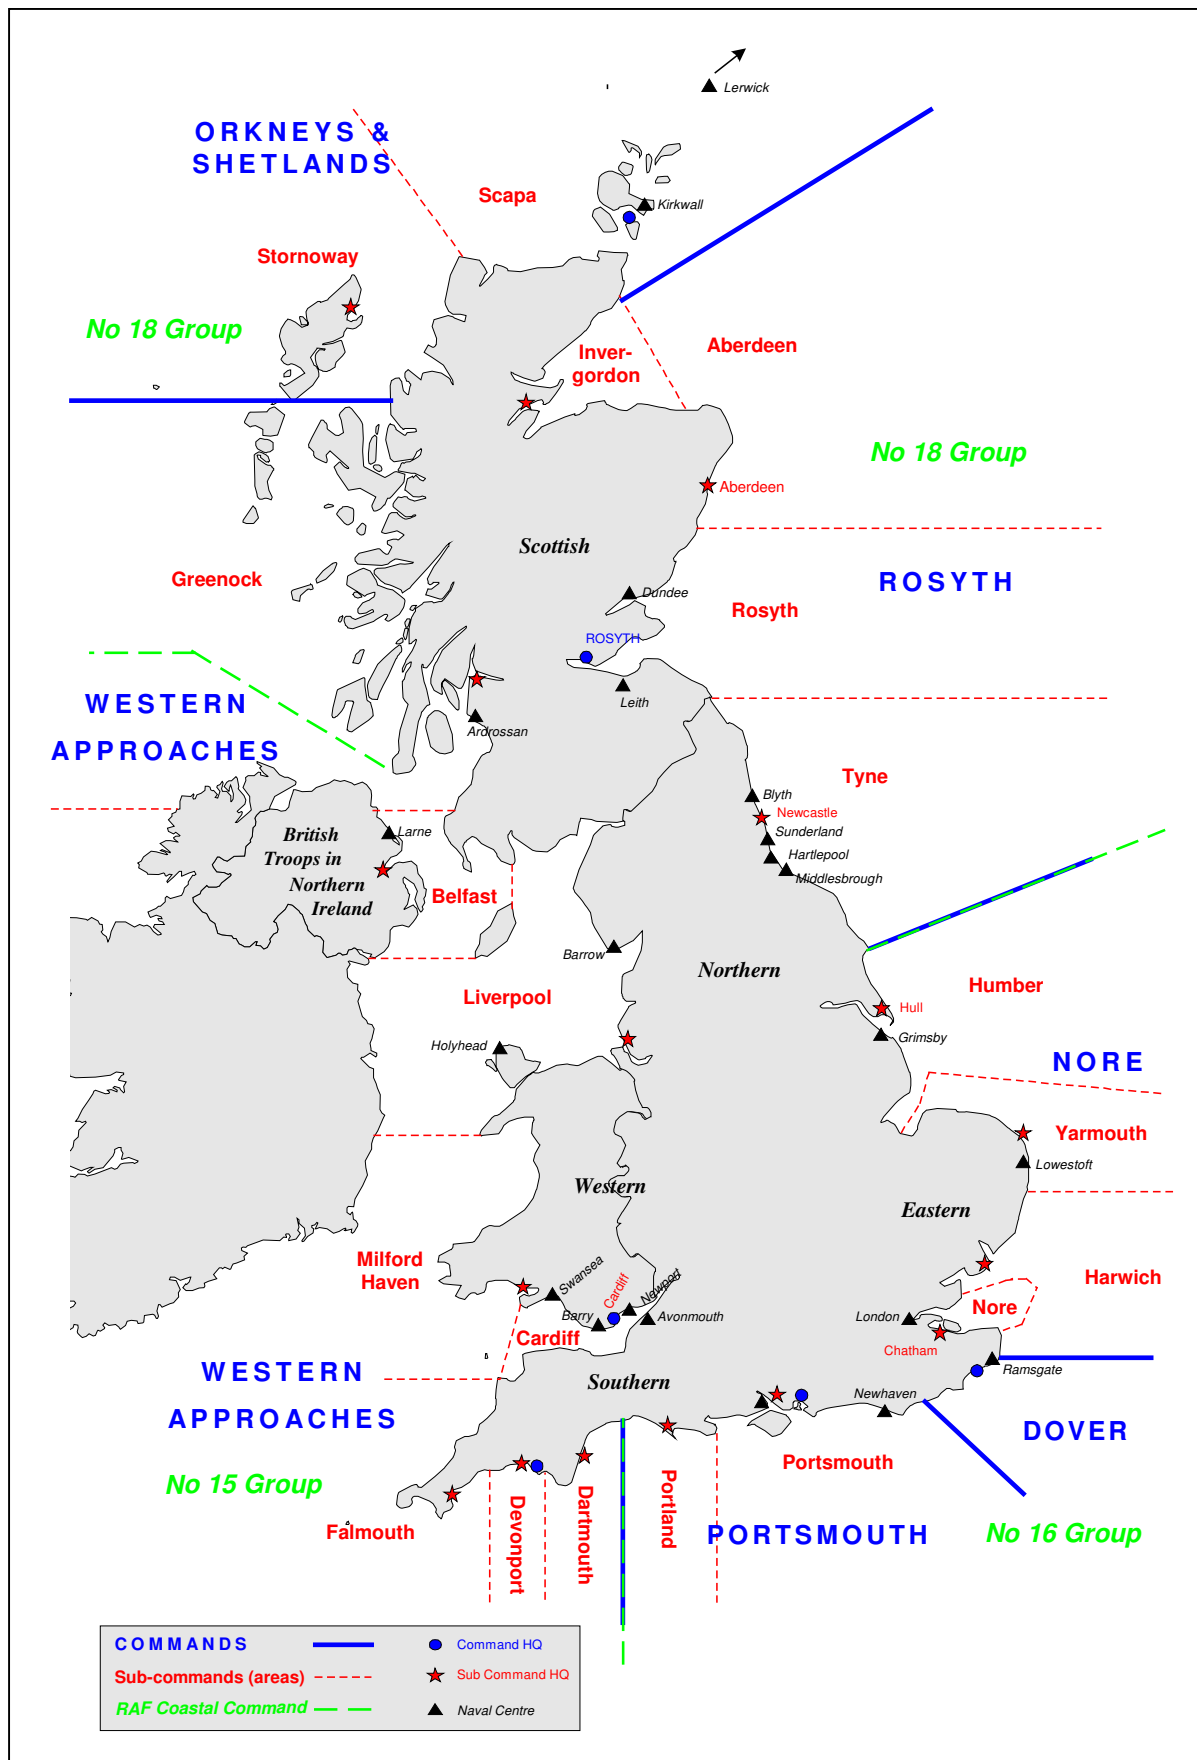 Lerwick
ORKNEYS &
SHETLANDS
Scapa
Kirkwall
Stornoway
No 18 Group
Inver-
gordon
Aberdeen
No 18 Group
Aberdeen
Scottish
Greenock
ROSYTH
Dundee
Rosyth
ROSYTH
WESTERN
APPROACHES
Leith
Ardrossan
Tyne
Blyth
Newcastle
Sunderland
Hartlepool
Middlesbrough
Larne
British
Troops in
Northern
Ireland
Belfast
Barrow
Northern
Liverpool
Humber
Hull
Grimsby
Holyhead
NORE
Yarmouth
Lowestoft
Western
Eastern
Milford
Haven
Swansea
Cardiff
Newport
Barry
Avonmouth
Cardiff
Harwich
Nore
London
Chatham
Ramsgate
WESTERN
APPROACHES
Southern
Newhaven
DOVER
No 15 Group
Portsmouth
Falmouth
Devonport
Dartmouth
Portland
PORTSMOUTH
No 16 Group
COMMANDS
Command HQ
Sub-commands (areas)
Sub Command HQ
RAF Coastal Command
Naval Centre